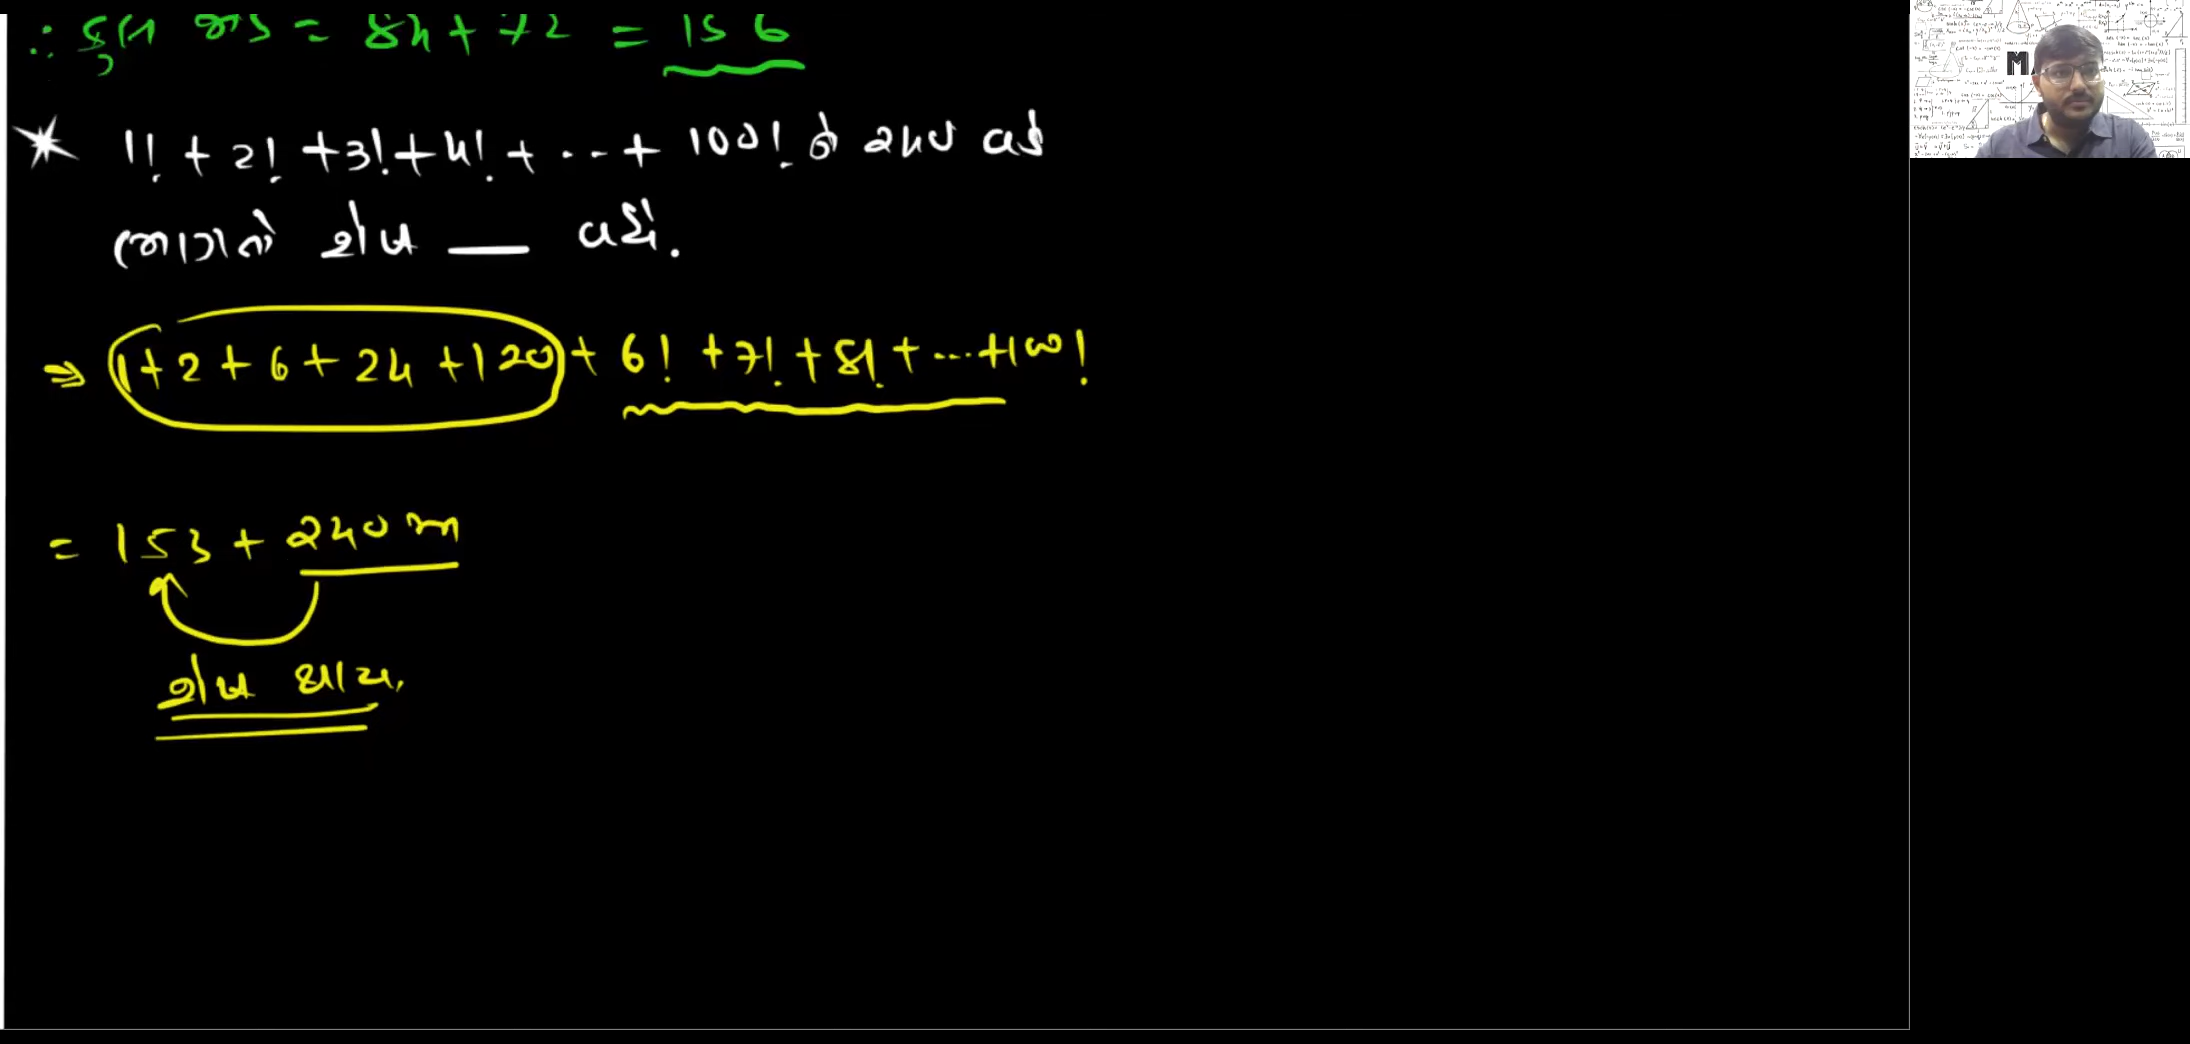 ∴ કુલ જોડ = 84 + 72 = 156
* 1! + 2! + 3! + 4! + ... + 100! ને 240 વડે
ભાગતાં શેષ — વધે.
⇒ 1 + 2 + 6 + 24 + 120 + 6! + 7! + 8! + ... + 100!
= 153 + 240 m
શેષ થાય.